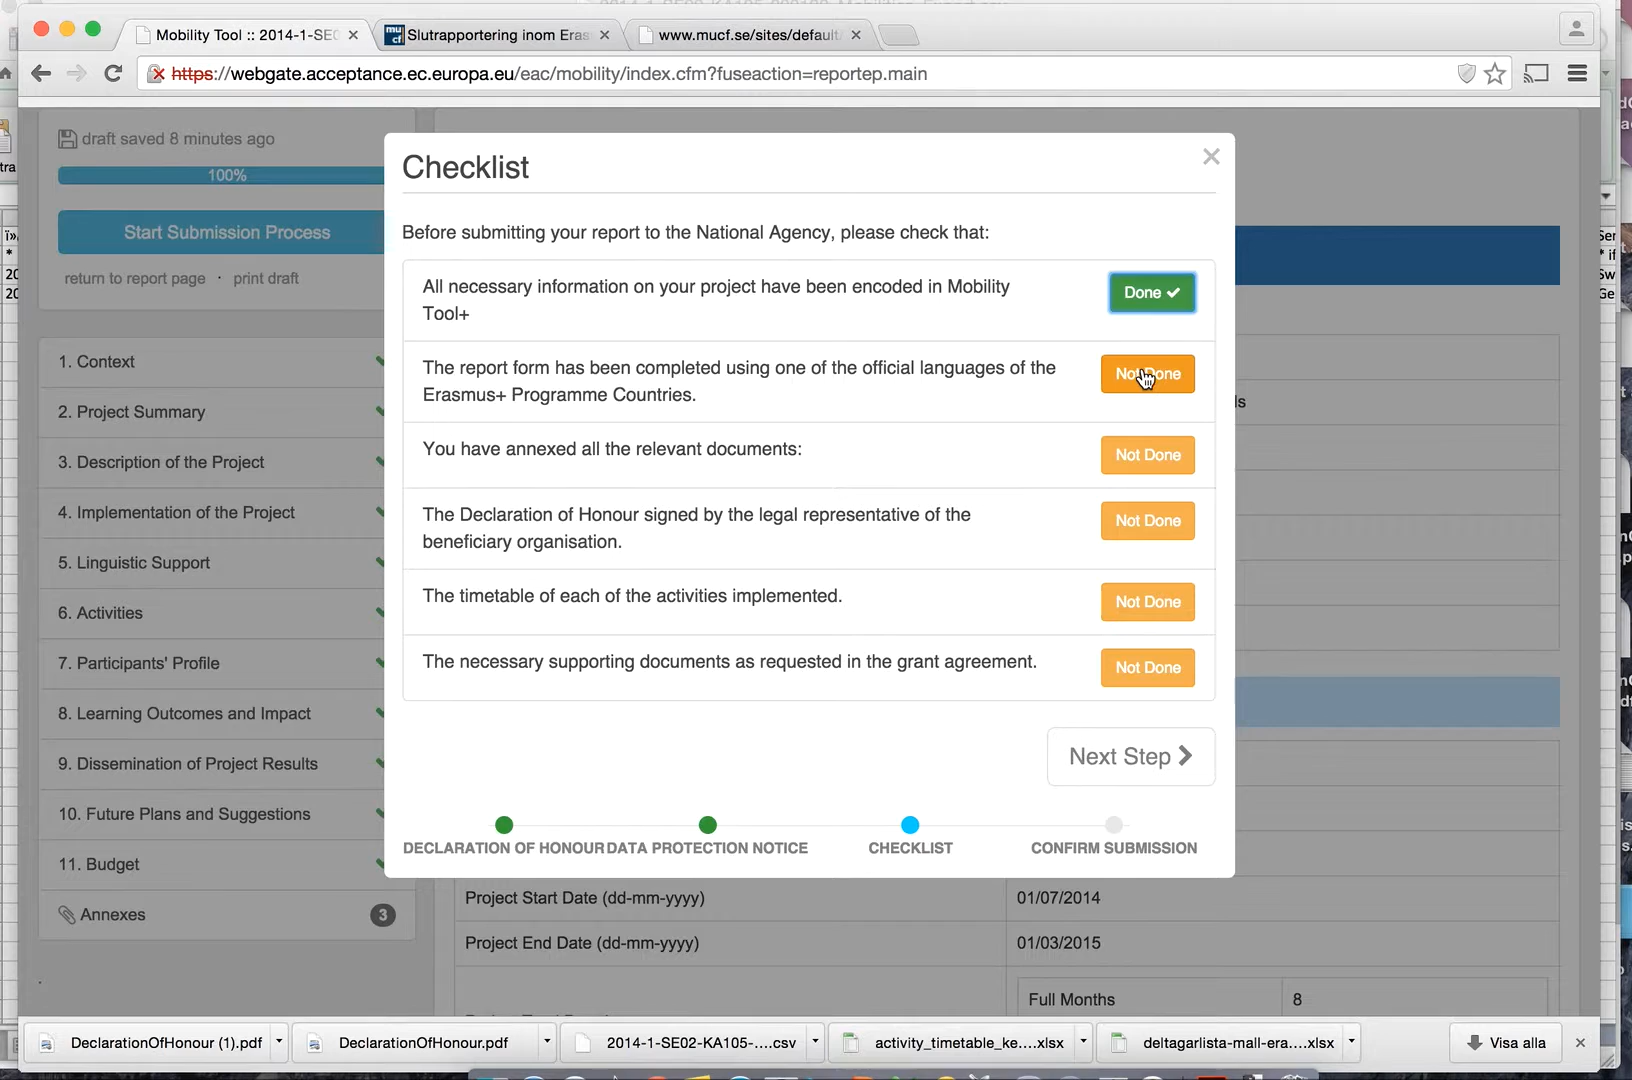 Mobility Tool :: 2014-1-SE0
Slutrapportering inom Eras
www.mucf.se/sites/default
https://webgate.acceptance.ec.europa.eu/eac/mobility/index.cfm?fuseaction=reportep.main
draft saved 8 minutes ago
100%
Start Submission Process
return to report page · print draft
1. Context
2. Project Summary
3. Description of the Project
4. Implementation of the Project
5. Linguistic Support
6. Activities
7. Participants' Profile
8. Learning Outcomes and Impact
9. Dissemination of Project Results
10. Future Plans and Suggestions
11. Budget
Annexes 3
Checklist
Before submitting your report to the National Agency, please check that:
All necessary information on your project have been encoded in Mobility
Tool+
Done
The report form has been completed using one of the official languages of the
Erasmus+ Programme Countries.
Not Done
You have annexed all the relevant documents:
Not Done
The Declaration of Honour signed by the legal representative of the
beneficiary organisation.
Not Done
The timetable of each of the activities implemented.
Not Done
The necessary supporting documents as requested in the grant agreement.
Not Done
Next Step
DECLARATION OF HONOUR
DATA PROTECTION NOTICE
CHECKLIST
CONFIRM SUBMISSION
Project Start Date (dd-mm-yyyy) 01/07/2014
Project End Date (dd-mm-yyyy) 01/03/2015
Full Months 8
DeclarationOfHonour (1).pdf
DeclarationOfHonour.pdf
2014-1-SE02-KA105-....csv
activity_timetable_ke....xlsx
deltagarlista-mall-era....xlsx
Visa alla